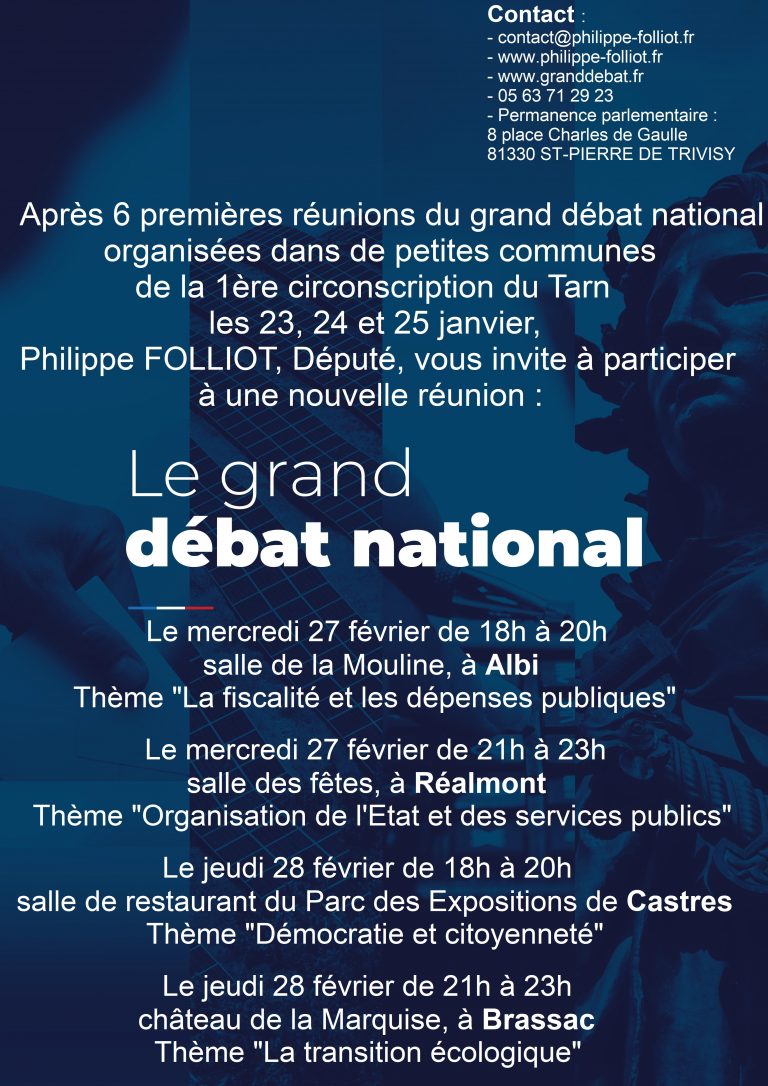 Contact :
- contact@philippe-folliot.fr
- www.philippe-folliot.fr
- www.granddebat.fr
- 05 63 71 29 23
- Permanence parlementaire :
8 place Charles de Gaulle
81330 ST-PIERRE DE TRIVISY
Après 6 premières réunions du grand débat national
organisées dans de petites communes
de la 1ère circonscription du Tarn
les 23, 24 et 25 janvier,
Philippe FOLLIOT, Député, vous invite à participer
à une nouvelle réunion :
Le grand
débat national
Le mercredi 27 février de 18h à 20h
salle de la Mouline, à Albi
Thème "La fiscalité et les dépenses publiques"
Le mercredi 27 février de 21h à 23h
salle des fêtes, à Réalmont
Thème "Organisation de l'Etat et des services publics"
Le jeudi 28 février de 18h à 20h
salle de restaurant du Parc des Expositions de Castres
Thème "Démocratie et citoyenneté"
Le jeudi 28 février de 21h à 23h
château de la Marquise, à Brassac
Thème "La transition écologique"